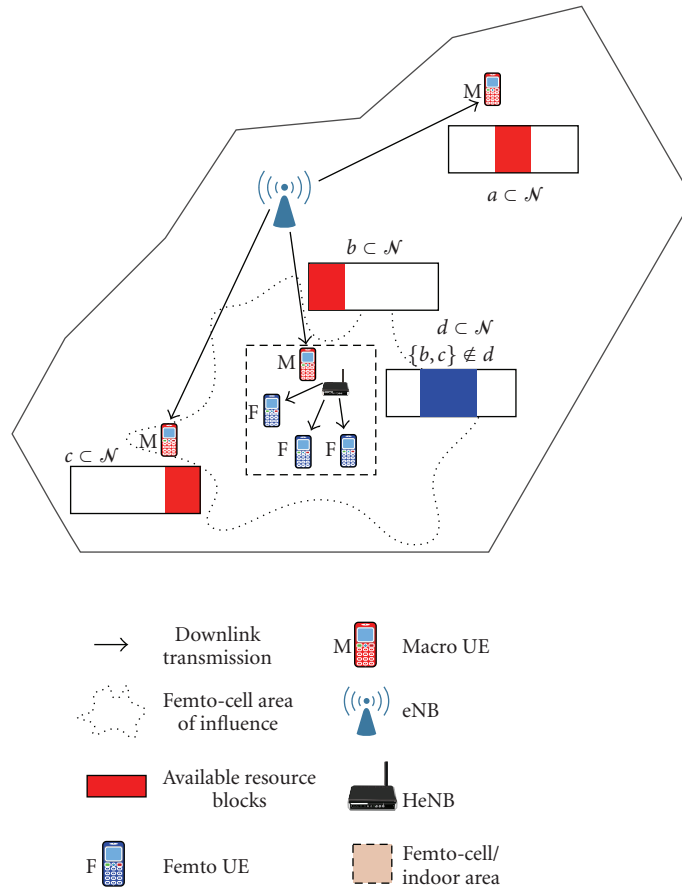 M
a ⊂ 𝒩
b ⊂ 𝒩
d ⊂ 𝒩
{b, c} ∉ d
M
F
M
F
F
c ⊂ 𝒩
Downlink
transmission
M
Macro UE
Femto-cell area
of influence
eNB
Available resource
blocks
HeNB
F
Femto UE
Femto-cell/
indoor area